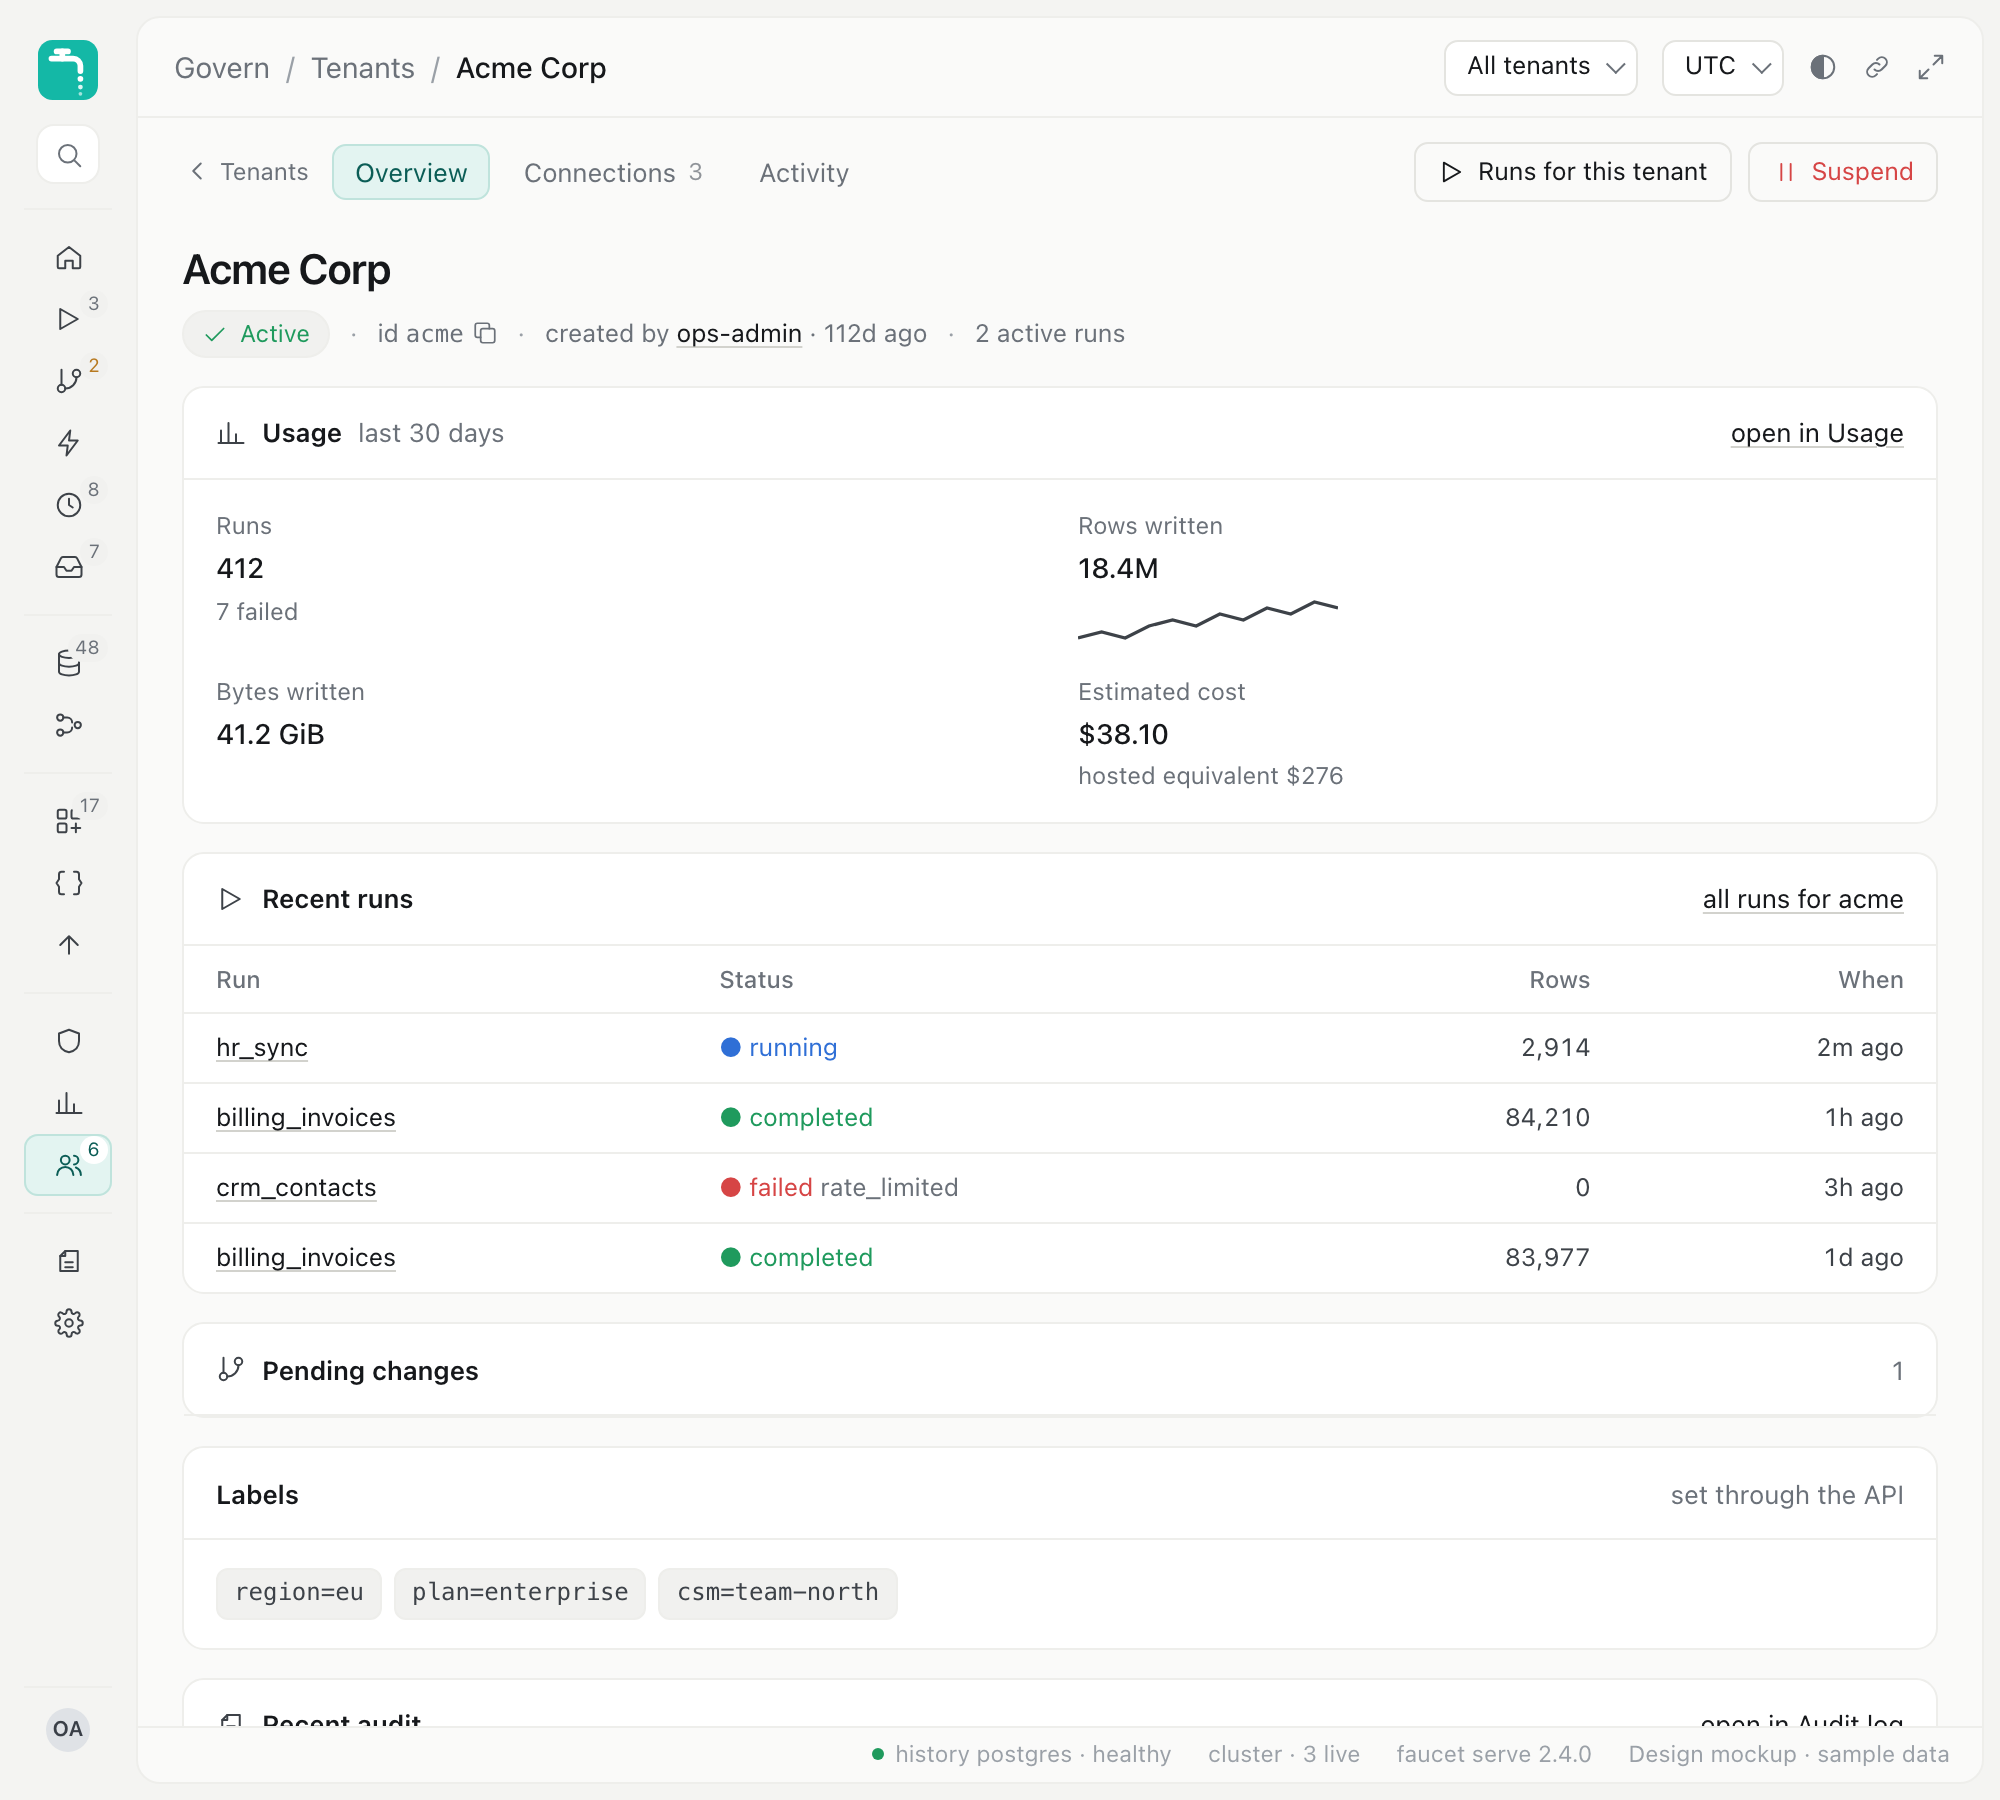 Govern / Tenants / Acme Corp
All tenants
UTC
Tenants
Overview
Connections 3
Activity
Runs for this tenant
Suspend
3
2
8
7
48
17
6
OA
Acme Corp
Active · id acme · created by ops-admin · 112d ago · 2 active runs
Usage last 30 days
open in Usage
Runs
412
7 failed
Rows written
18.4M
Bytes written
41.2 GiB
Estimated cost
$38.10
hosted equivalent $276
Recent runs
all runs for acme
Run Status Rows When
hr_sync running 2,914 2m ago
billing_invoices completed 84,210 1h ago
crm_contacts failed rate_limited 0 3h ago
billing_invoices completed 83,977 1d ago
Pending changes 1
Labels
set through the API
region=eu plan=enterprise csm=team-north
Recent audit
open in Audit log
history postgres · healthy cluster · 3 live faucet serve 2.4.0 Design mockup · sample data